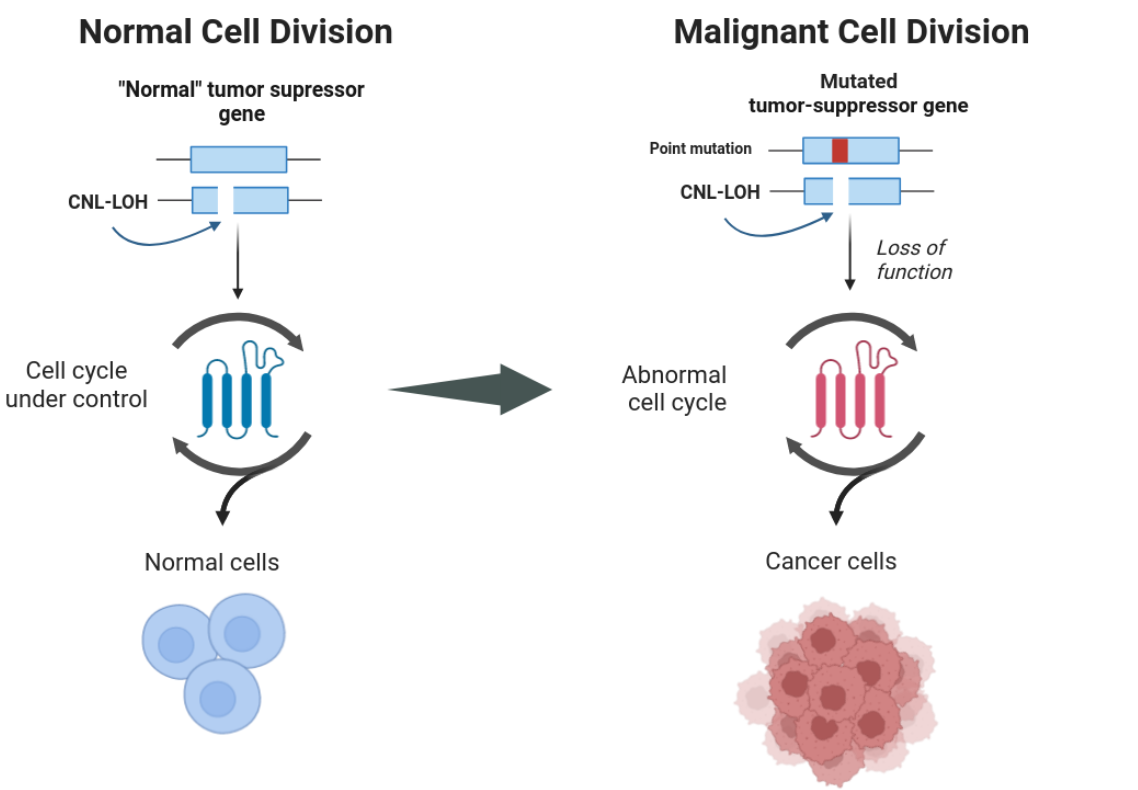 Normal Cell Division
"Normal" tumor supressor
gene
CNL-LOH
Cell cycle
under control
Normal cells
Malignant Cell Division
Mutated
tumor-suppressor gene
Point mutation
CNL-LOH
Loss of
function
Abnormal
cell cycle
Cancer cells